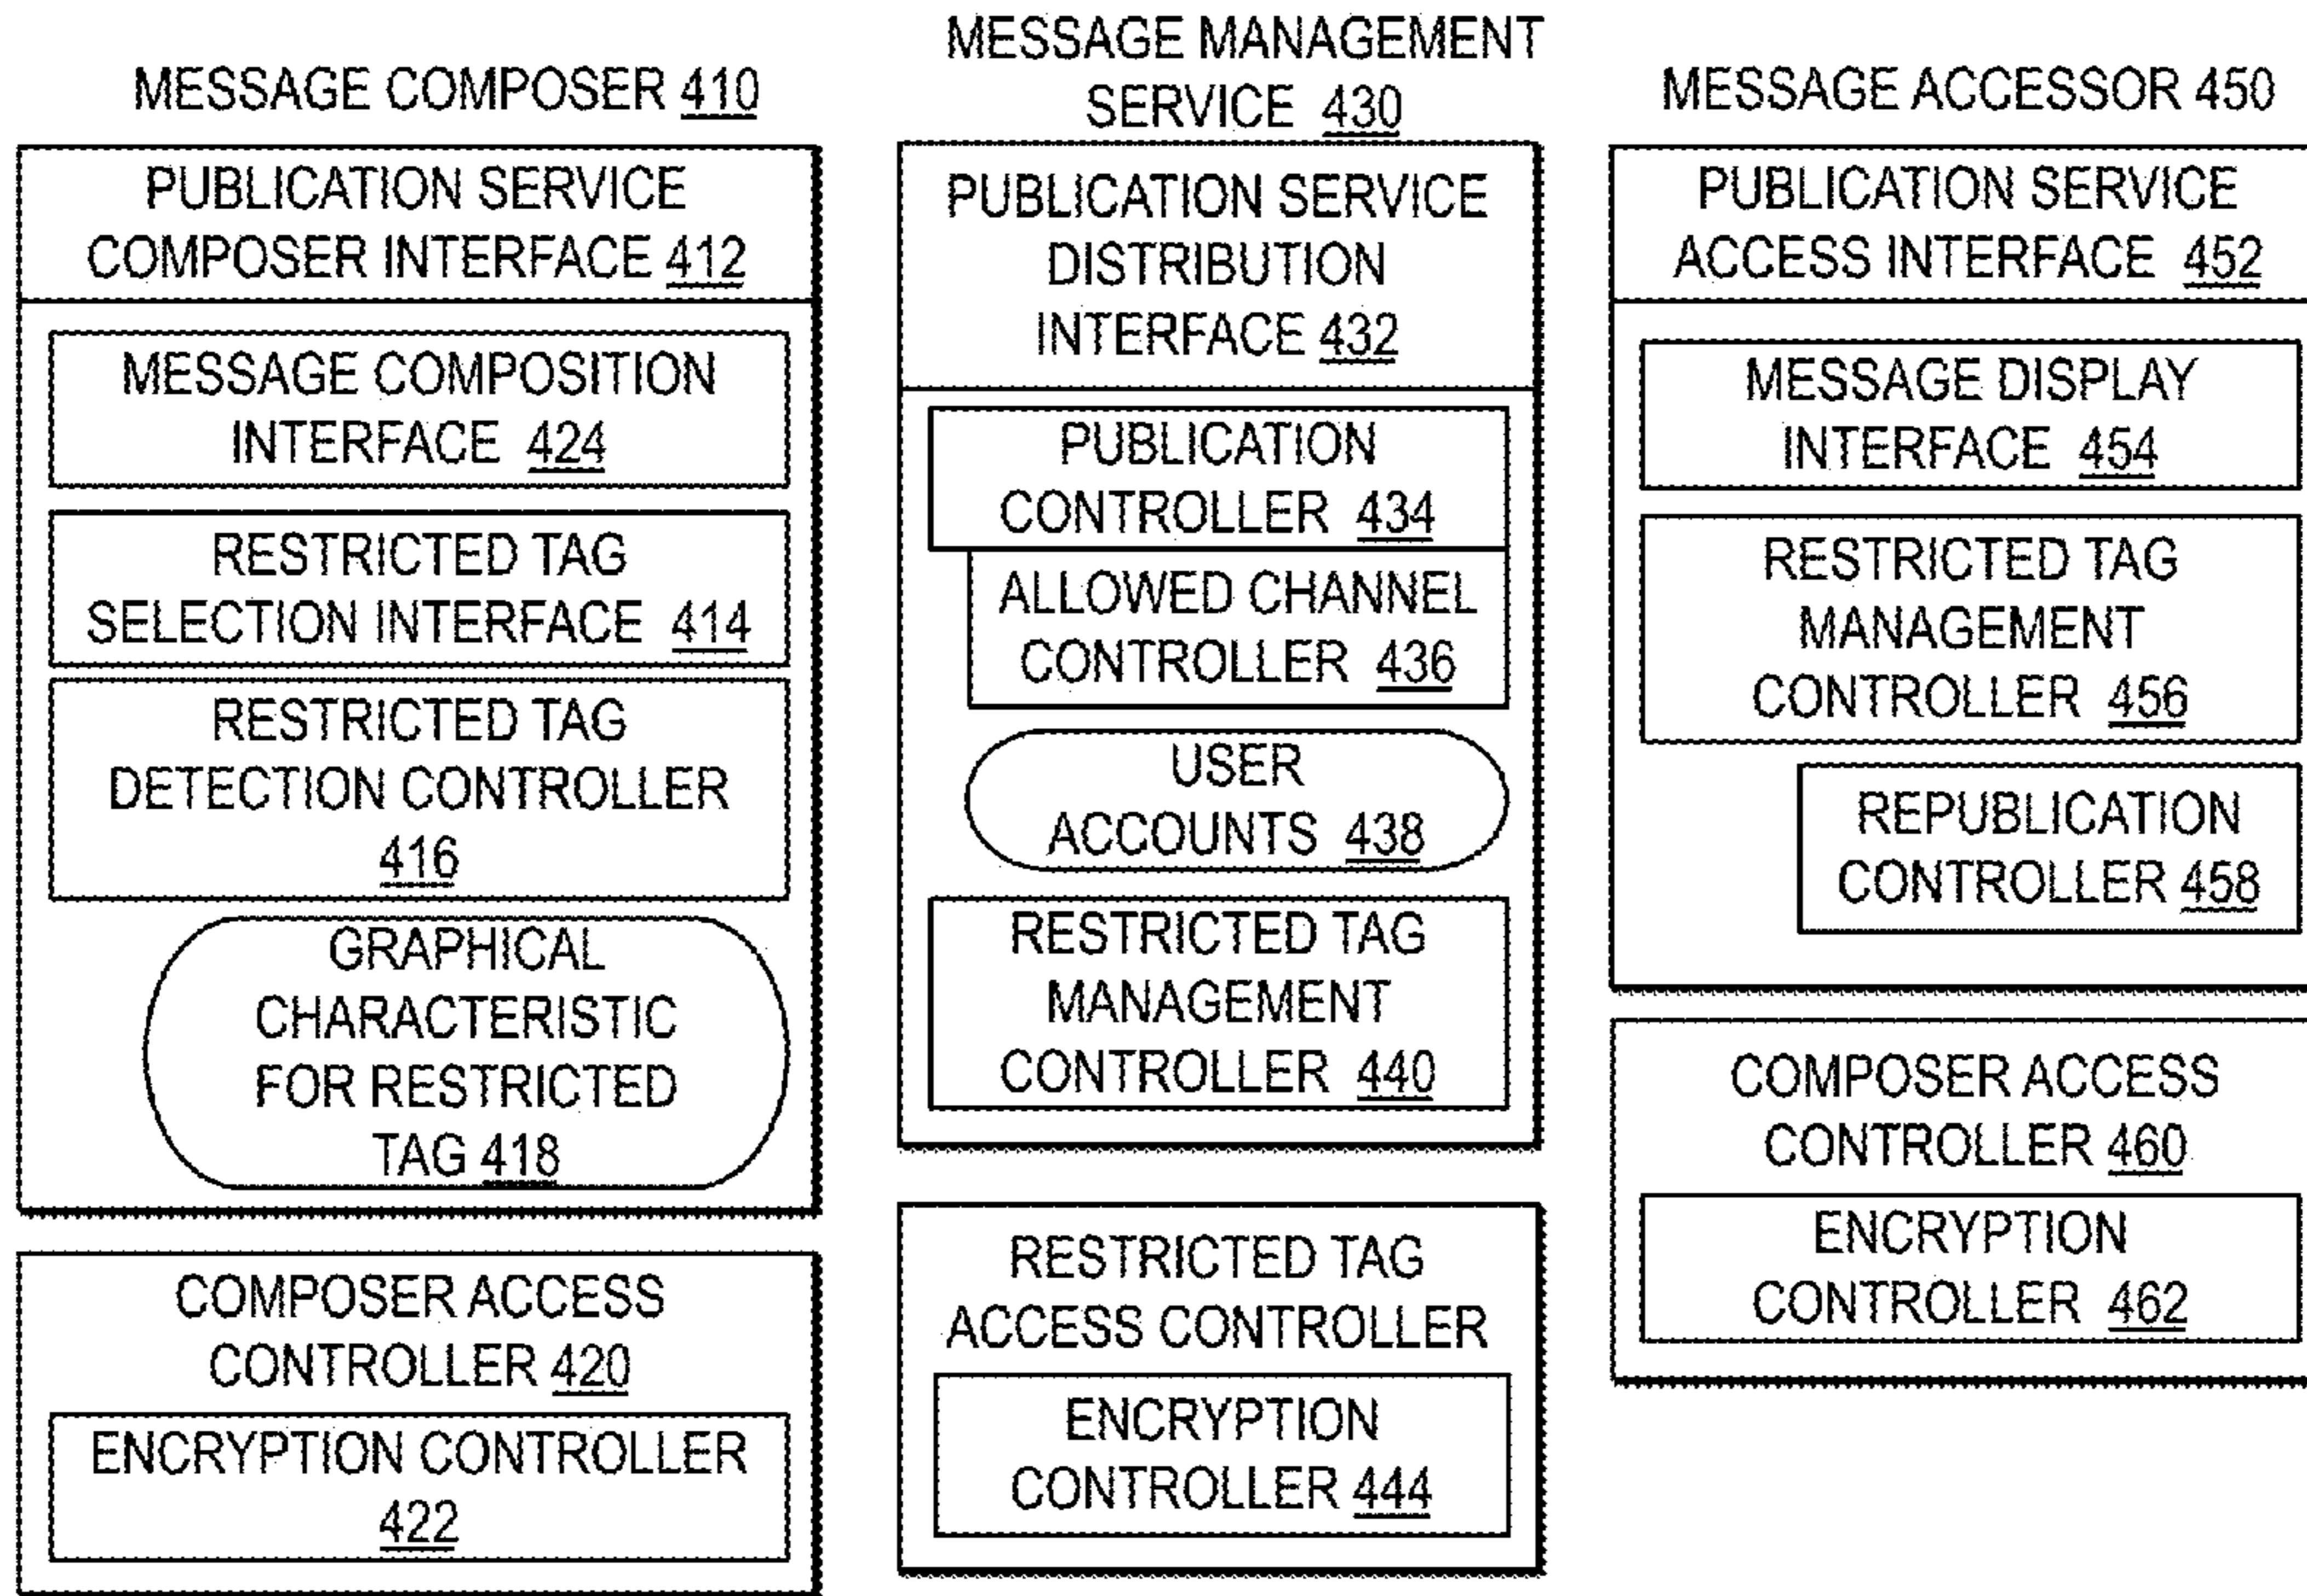 MESSAGE COMPOSER 410
PUBLICATION SERVICE
COMPOSER INTERFACE 412
MESSAGE COMPOSITION
INTERFACE 424
RESTRICTED TAG
SELECTION INTERFACE 414
RESTRICTED TAG
DETECTION CONTROLLER
416
GRAPHICAL
CHARACTERISTIC
FOR RESTRICTED
TAG 418
COMPOSER ACCESS
CONTROLLER 420
ENCRYPTION CONTROLLER
422
MESSAGE MANAGEMENT
SERVICE 430
PUBLICATION SERVICE
DISTRIBUTION
INTERFACE 432
PUBLICATION
CONTROLLER 434
ALLOWED CHANNEL
CONTROLLER 436
USER
ACCOUNTS 438
RESTRICTED TAG
MANAGEMENT
CONTROLLER 440
RESTRICTED TAG
ACCESS CONTROLLER
ENCRYPTION
CONTROLLER 444
MESSAGE ACCESSOR 450
PUBLICATION SERVICE
ACCESS INTERFACE 452
MESSAGE DISPLAY
INTERFACE 454
RESTRICTED TAG
MANAGEMENT
CONTROLLER 456
REPUBLICATION
CONTROLLER 458
COMPOSER ACCESS
CONTROLLER 460
ENCRYPTION
CONTROLLER 462